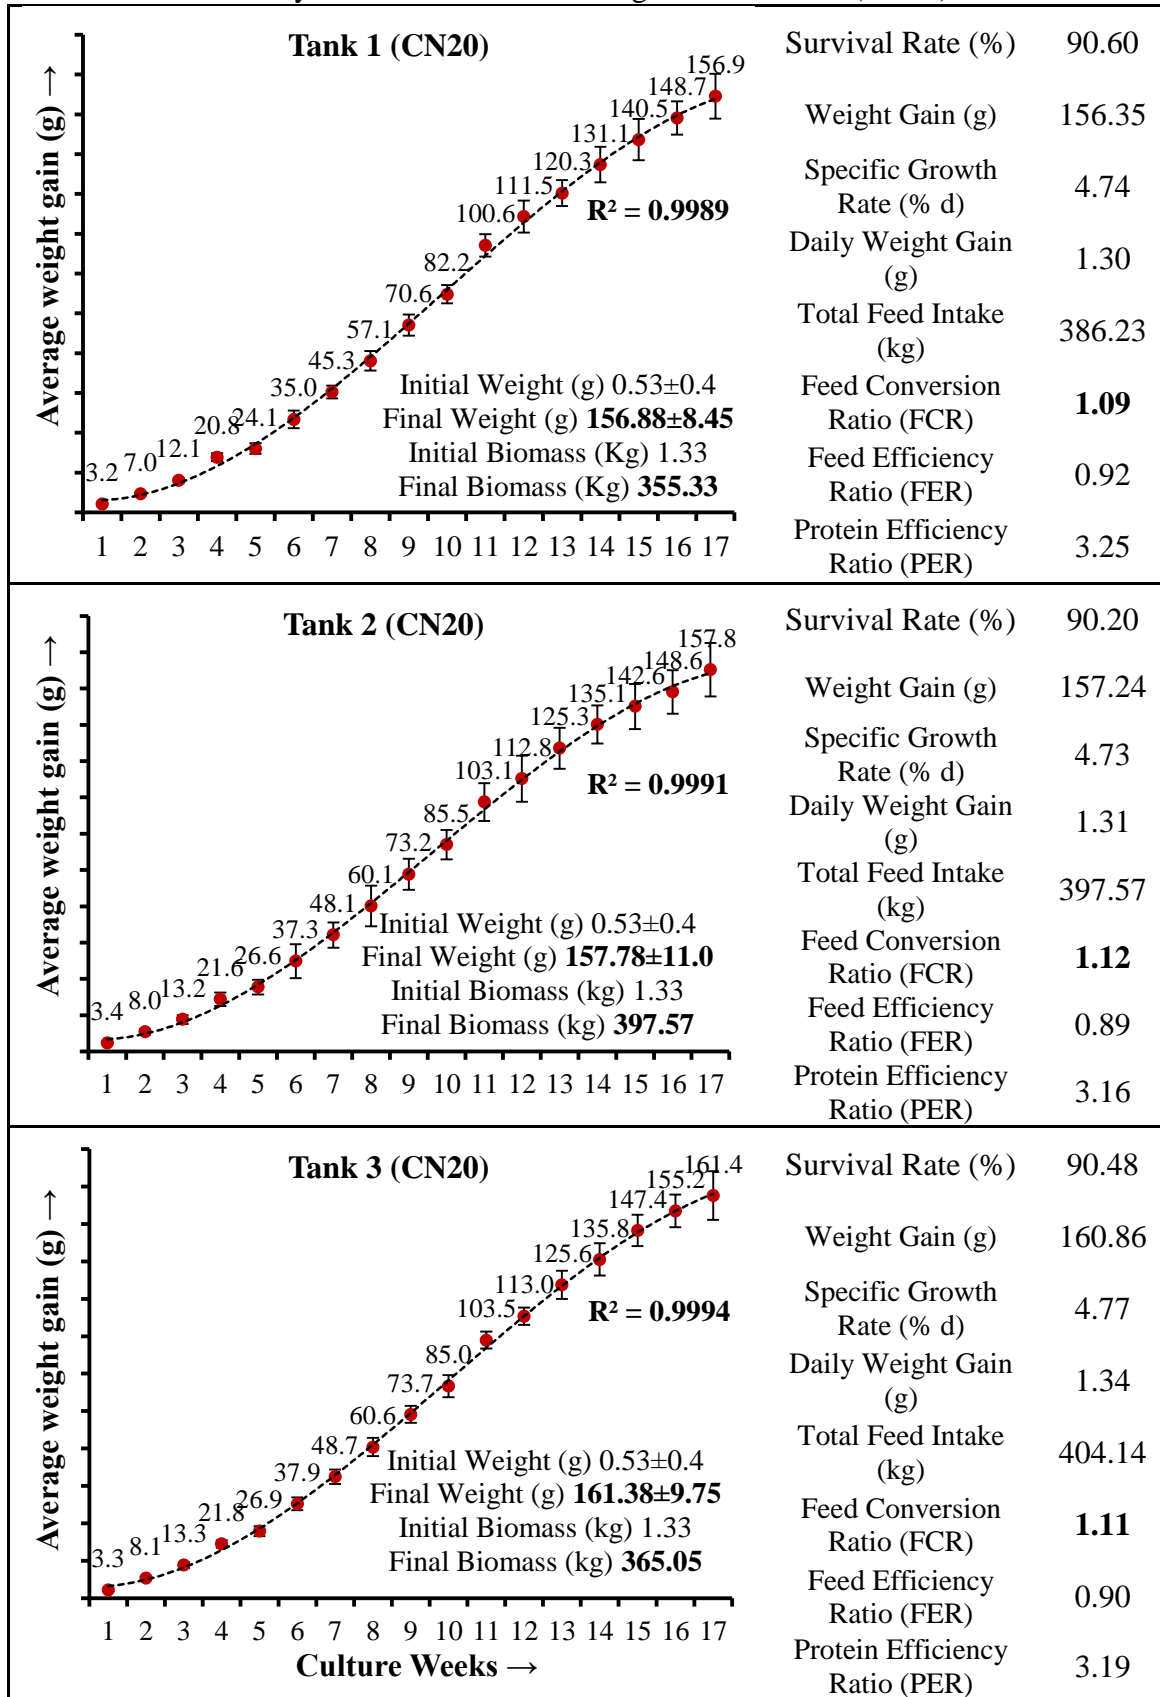 Tank 1 (CN20)
Average weight gain (g) →
3.2 7.0 12.1 20.8 24.1 35.0 45.3 57.1 70.6 82.2 100.6 111.5 120.3 131.1 140.5 148.7 156.9
R² = 0.9989
Initial Weight (g) 0.53±0.4
Final Weight (g) 156.88±8.45
Initial Biomass (Kg) 1.33
Final Biomass (Kg) 355.33
1 2 3 4 5 6 7 8 9 10 11 12 13 14 15 16 17
Survival Rate (%) 90.60
Weight Gain (g) 156.35
Specific Growth
Rate (% d) 4.74
Daily Weight Gain
(g) 1.30
Total Feed Intake
(kg) 386.23
Feed Conversion
Ratio (FCR) 1.09
Feed Efficiency
Ratio (FER) 0.92
Protein Efficiency
Ratio (PER) 3.25
Tank 2 (CN20)
Average weight gain (g) →
3.4 8.0 13.2 21.6 26.6 37.3 48.1 60.1 73.2 85.5 103.1 112.8 125.3 135.1 142.6 148.6 157.8
R² = 0.9991
Initial Weight (g) 0.53±0.4
Final Weight (g) 157.78±11.0
Initial Biomass (kg) 1.33
Final Biomass (kg) 397.57
1 2 3 4 5 6 7 8 9 10 11 12 13 14 15 16 17
Survival Rate (%) 90.20
Weight Gain (g) 157.24
Specific Growth
Rate (% d) 4.73
Daily Weight Gain
(g) 1.31
Total Feed Intake
(kg) 397.57
Feed Conversion
Ratio (FCR) 1.12
Feed Efficiency
Ratio (FER) 0.89
Protein Efficiency
Ratio (PER) 3.16
Tank 3 (CN20)
Average weight gain (g) →
3.3 8.1 13.3 21.8 26.9 37.9 48.7 60.6 73.7 85.0 103.5 113.0 125.6 135.8 147.4 155.2 161.4
R² = 0.9994
Initial Weight (g) 0.53±0.4
Final Weight (g) 161.38±9.75
Initial Biomass (kg) 1.33
Final Biomass (kg) 365.05
1 2 3 4 5 6 7 8 9 10 11 12 13 14 15 16 17
Culture Weeks →
Survival Rate (%) 90.48
Weight Gain (g) 160.86
Specific Growth
Rate (% d) 4.77
Daily Weight Gain
(g) 1.34
Total Feed Intake
(kg) 404.14
Feed Conversion
Ratio (FCR) 1.11
Feed Efficiency
Ratio (FER) 0.90
Protein Efficiency
Ratio (PER) 3.19